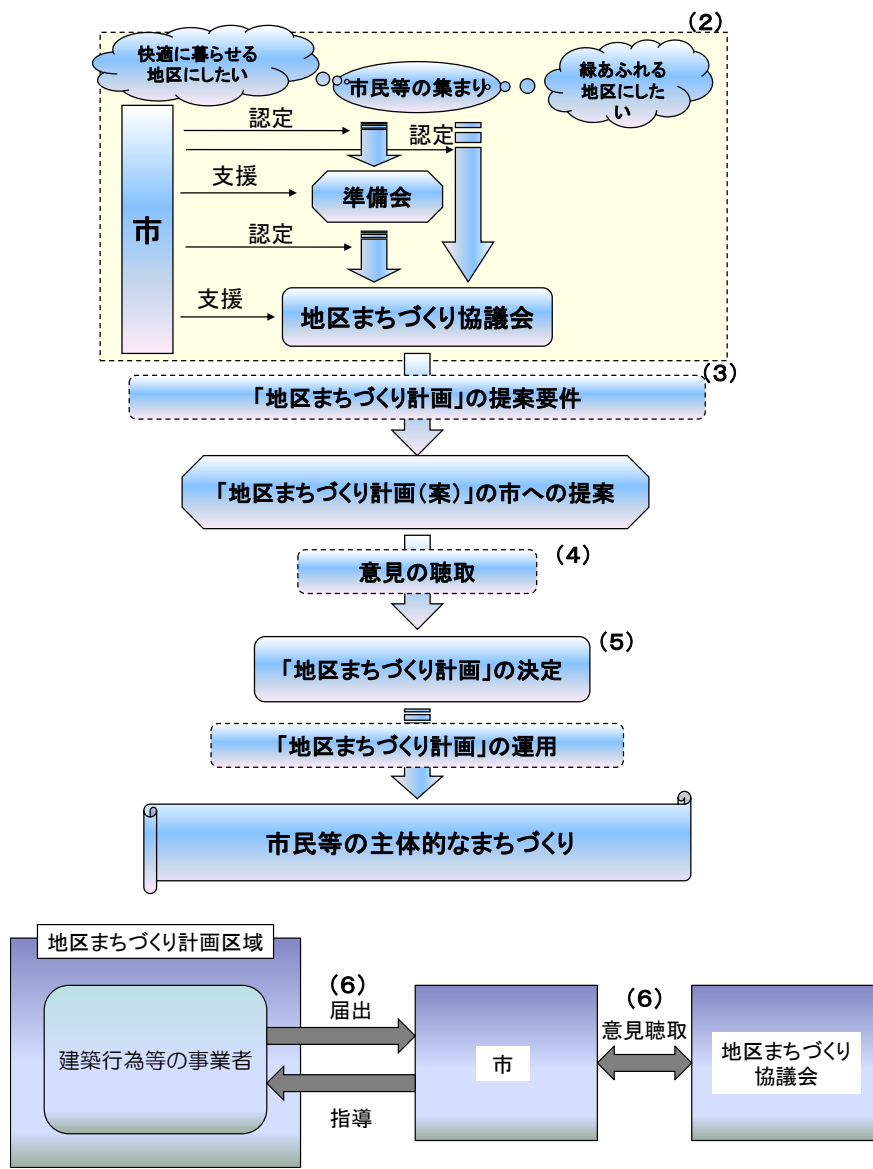 (2)
快適に暮らせる
地区にしたい
市民等の集まり
緑あふれる
地区にした
い
認定
認定
支援
準備会
市
認定
支援
地区まちづくり協議会
(3)
「地区まちづくり計画」の提案要件
「地区まちづくり計画(案)」の市への提案
(4)
意見の聴取
(5)
「地区まちづくり計画」の決定
「地区まちづくり計画」の運用
市民等の主体的なまちづくり
地区まちづくり計画区域
(6)
届出
(6)
意見聴取
建築行為等の事業者
市
地区まちづくり
協議会
指導